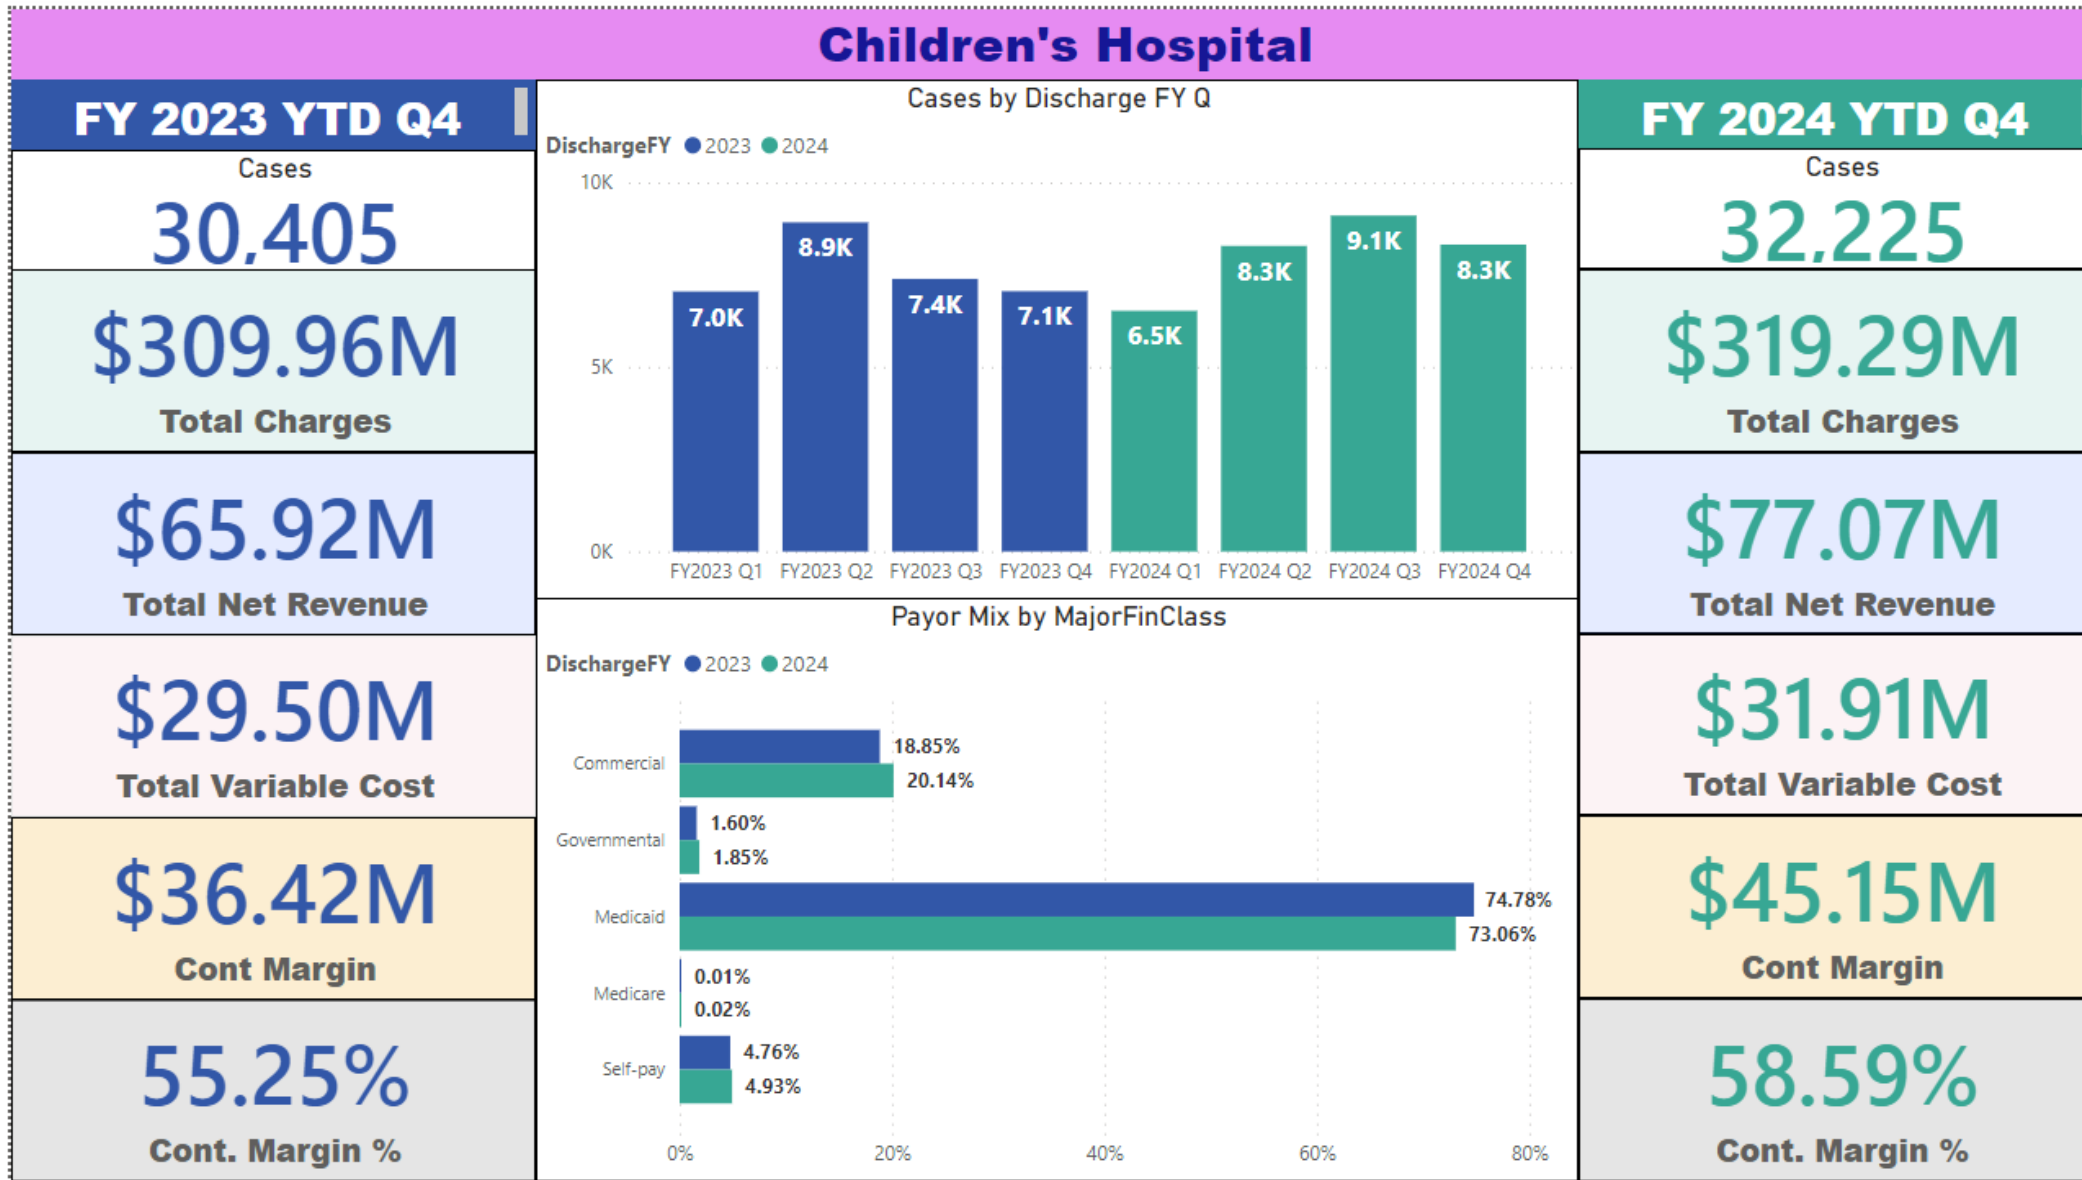 Children's Hospital
FY 2023 YTD Q4
Cases
30,405
$309.96M
Total Charges
$65.92M
Total Net Revenue
$29.50M
Total Variable Cost
$36.42M
Cont Margin
55.25%
Cont. Margin %
Cases by Discharge FY Q
DischargeFY 2023 2024
10K
5K
0K
7.0K
8.9K
7.4K
7.1K
6.5K
8.3K
9.1K
8.3K
FY2023 Q1 FY2023 Q2 FY2023 Q3 FY2023 Q4 FY2024 Q1 FY2024 Q2 FY2024 Q3 FY2024 Q4
Payor Mix by MajorFinClass
DischargeFY 2023 2024
Commercial
18.85%
20.14%
Governmental
1.60%
1.85%
Medicaid
74.78%
73.06%
Medicare
0.01%
0.02%
Self-pay
4.76%
4.93%
0% 20% 40% 60% 80%
FY 2024 YTD Q4
Cases
32,225
$319.29M
Total Charges
$77.07M
Total Net Revenue
$31.91M
Total Variable Cost
$45.15M
Cont Margin
58.59%
Cont. Margin %